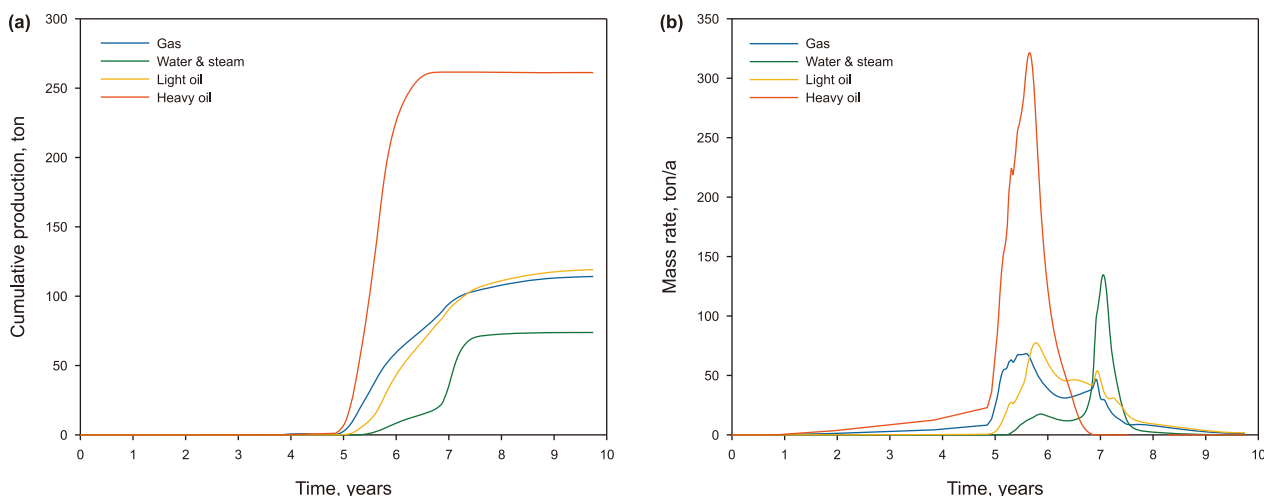 (a)
Cumulative production, ton
300
250
200
150
100
50
0
Gas
Water & steam
Light oil
Heavy oil
0 1 2 3 4 5 6 7 8 9 10
Time, years
(b)
Mass rate, ton/a
350
300
250
200
150
100
50
0
Gas
Water & steam
Light oil
Heavy oil
0 1 2 3 4 5 6 7 8 9 10
Time, years